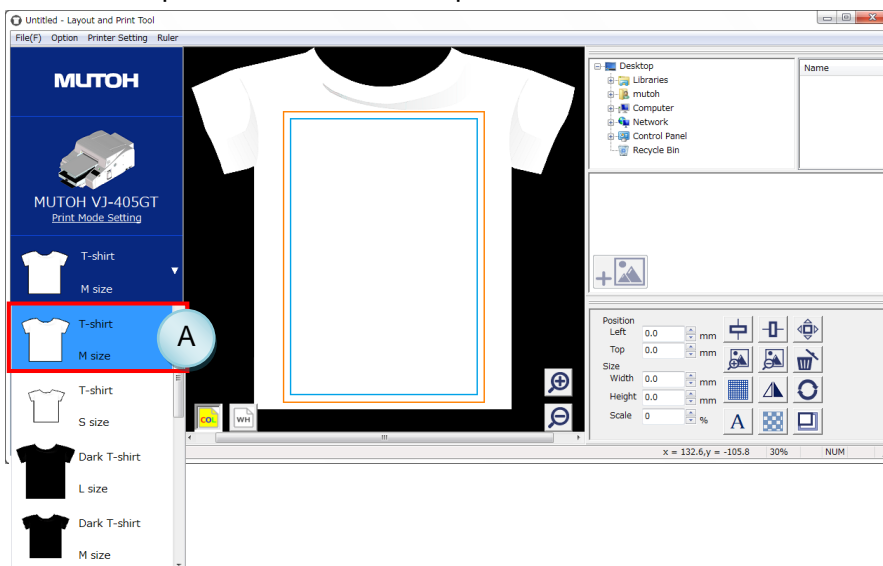 Untitled - Layout and Print Tool
File(F) Option Printer Setting Ruler
MUTOH
MUTOH VJ-405GT
Print Mode Setting
T-shirt
M size
T-shirt
M size
A
T-shirt
S size
Dark T-shirt
L size
Dark T-shirt
M size
COL
WH
Desktop
Libraries
mutoh
Computer
Network
Control Panel
Recycle Bin
Name
Position
Left 0.0 mm
Top 0.0 mm
Size
Width 0.0 mm
Height 0.0 mm
Scale 0 %
A
x = 132.6,y = -105.8 30% NUM